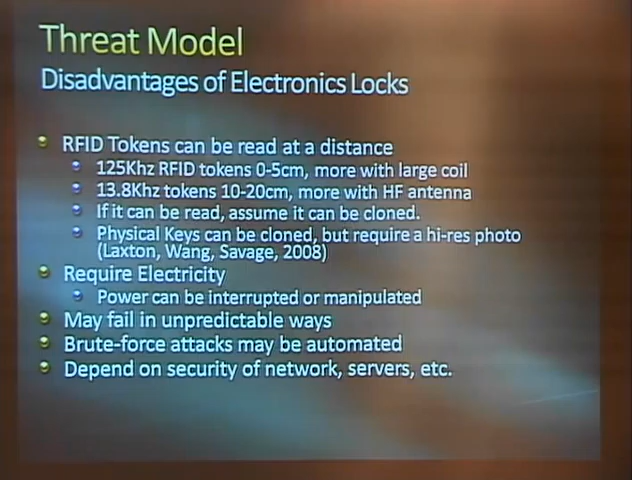 Threat Model
Disadvantages of Electronics Locks
RFID Tokens can be read at a distance
125Khz RFID tokens 0-5cm, more with large coil
13.8Khz tokens 10-20cm, more with HF antenna
If it can be read, assume it can be cloned.
Physical Keys can be cloned, but require a hi-res photo
(Laxton, Wang, Savage, 2008)
Require Electricity
Power can be interrupted or manipulated
May fail in unpredictable ways
Brute-force attacks may be automated
Depend on security of network, servers, etc.